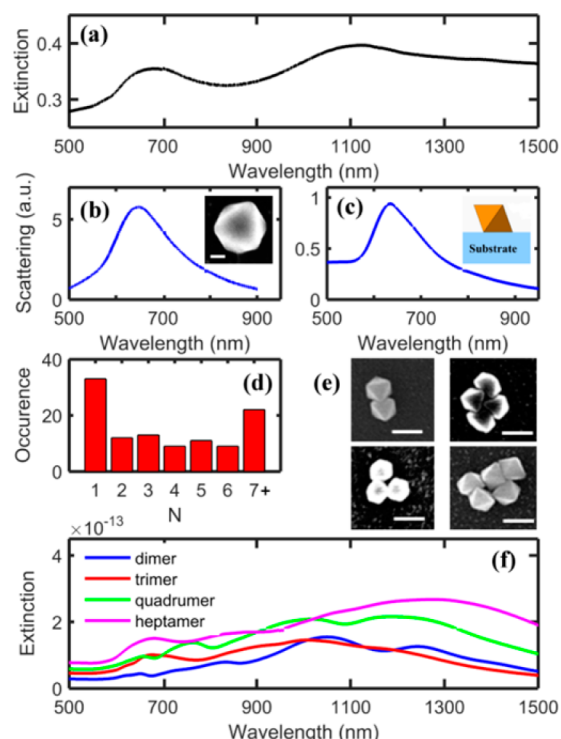 (a)
Extinction
0.4
0.3
500 700 900 1100 1300 1500
Wavelength (nm)
(b)
Scattering (a.u.)
5
0
500 700 900
Wavelength (nm)
(c)
1
0.5
0
Substrate
500 700 900
Wavelength (nm)
(d)
Occurence
40
20
0
1 2 3 4 5 6 7+
N
(e)
×10-13
(f)
Extinction
4
2
0
dimer
trimer
quadrumer
heptamer
500 700 900 1100 1300 1500
Wavelength (nm)